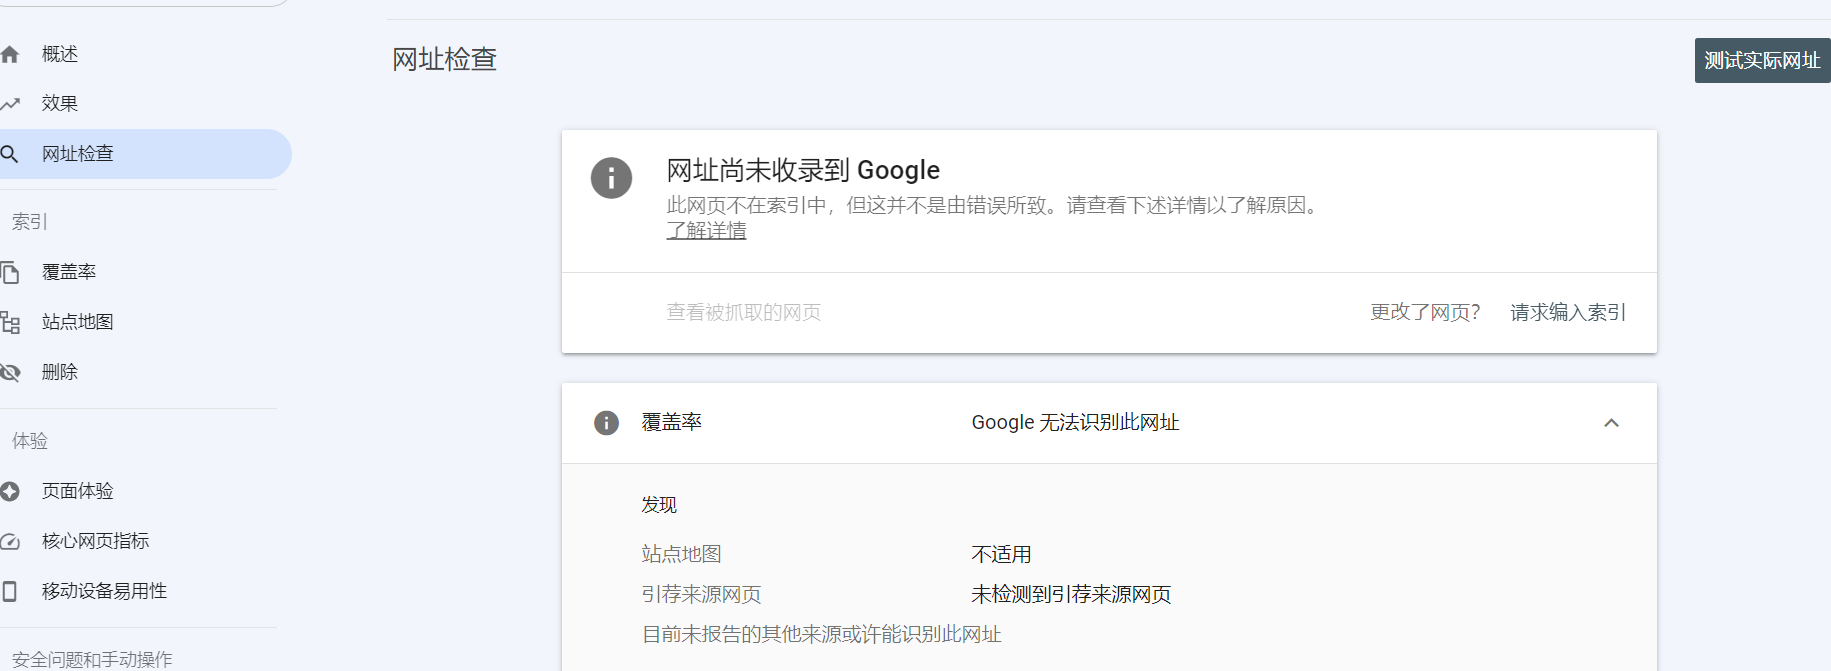 概述
效果
网址检查
索引
覆盖率
站点地图
删除
体验
页面体验
核心网页指标
移动设备易用性
安全问题和手动操作
网址检查
测试实际网址
网址尚未收录到 Google
此网页不在索引中，但这并不是由错误所致。请查看下述详情以了解原因。
了解详情
查看被抓取的网页
更改了网页？ 请求编入索引
覆盖率 Google 无法识别此网址
发现
站点地图 不适用
引荐来源网页 未检测到引荐来源网页
目前未报告的其他来源或许能识别此网址